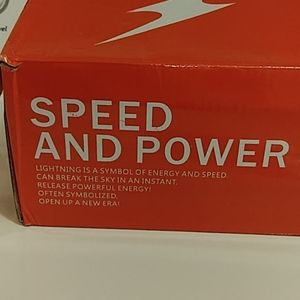 SPEED
AND POWER
LIGHTNING IS A SYMBOL OF ENERGY AND SPEED.
CAN BREAK THE SKY IN AN INSTANT.
RELEASE POWERFUL ENERGY!
OFTEN SYMBOLIZED.
OPEN UP A NEW ERA!